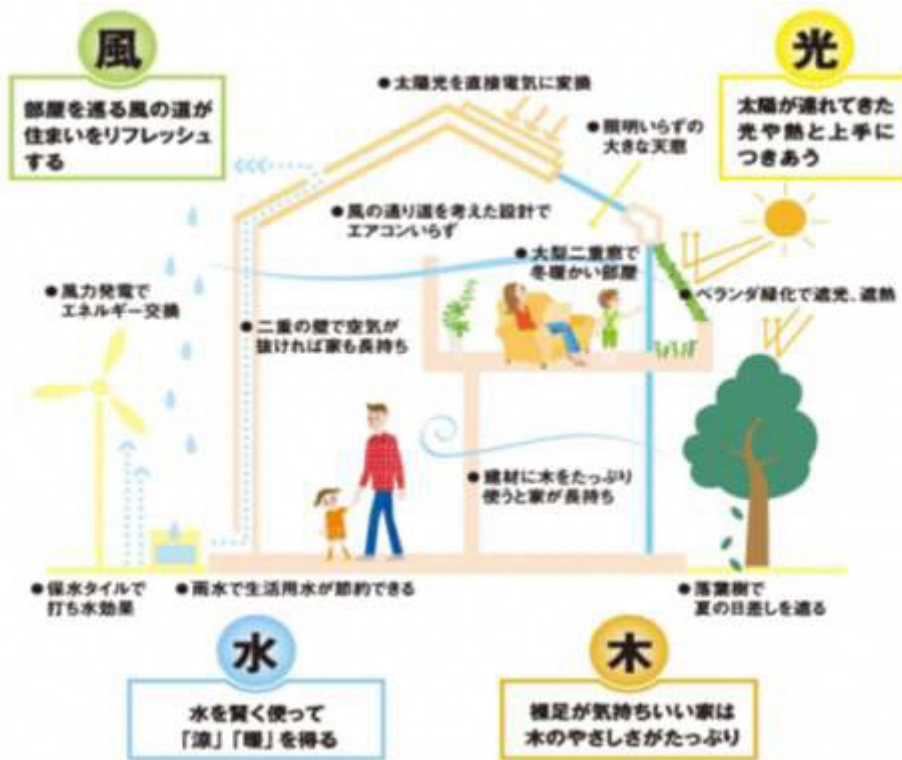 風
部屋を巡る風の道が
住まいをリフレッシュ
する
光
太陽が連れてきた
光や熱と上手に
つきあう
●太陽光を直接電気に変換
●照明いらずの
大きな天窓
●風の通り道を考えた設計で
エアコンいらず
●大型二重窓で
冬暖かい部屋
●風力発電で
エネルギー交換
●二重の壁で空気が
抜ければ家も長持ち
●ベランダ緑化で遮光、遮熱
●建材に木をたっぷり
使うと家が長持ち
●保水タイルで
打ち水効果
●雨水で生活用水が節約できる
●落葉樹で
夏の日差しを遮る
水
水を賢く使って
「涼」「暖」を得る
木
裸足が気持ちいい家は
木のやさしさがたっぷり